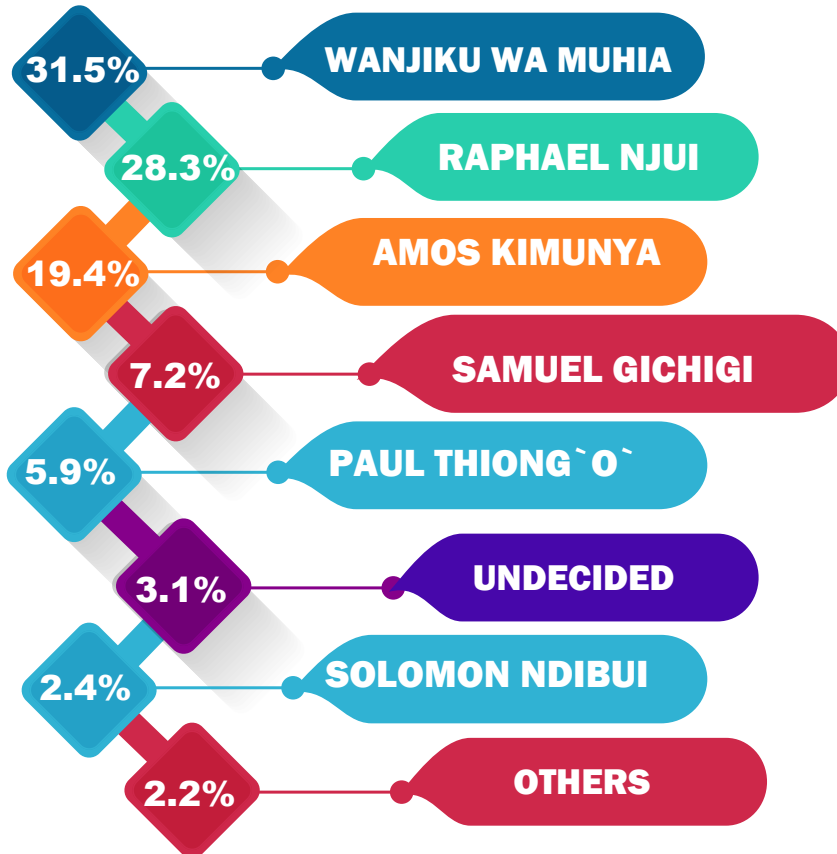 31.5% WANJIKU WA MUHIA
28.3% RAPHAEL NJUI
19.4% AMOS KIMUNYA
7.2% SAMUEL GICHIGI
5.9% PAUL THIONG`O`
3.1% UNDECIDED
2.4% SOLOMON NDIBUI
2.2% OTHERS